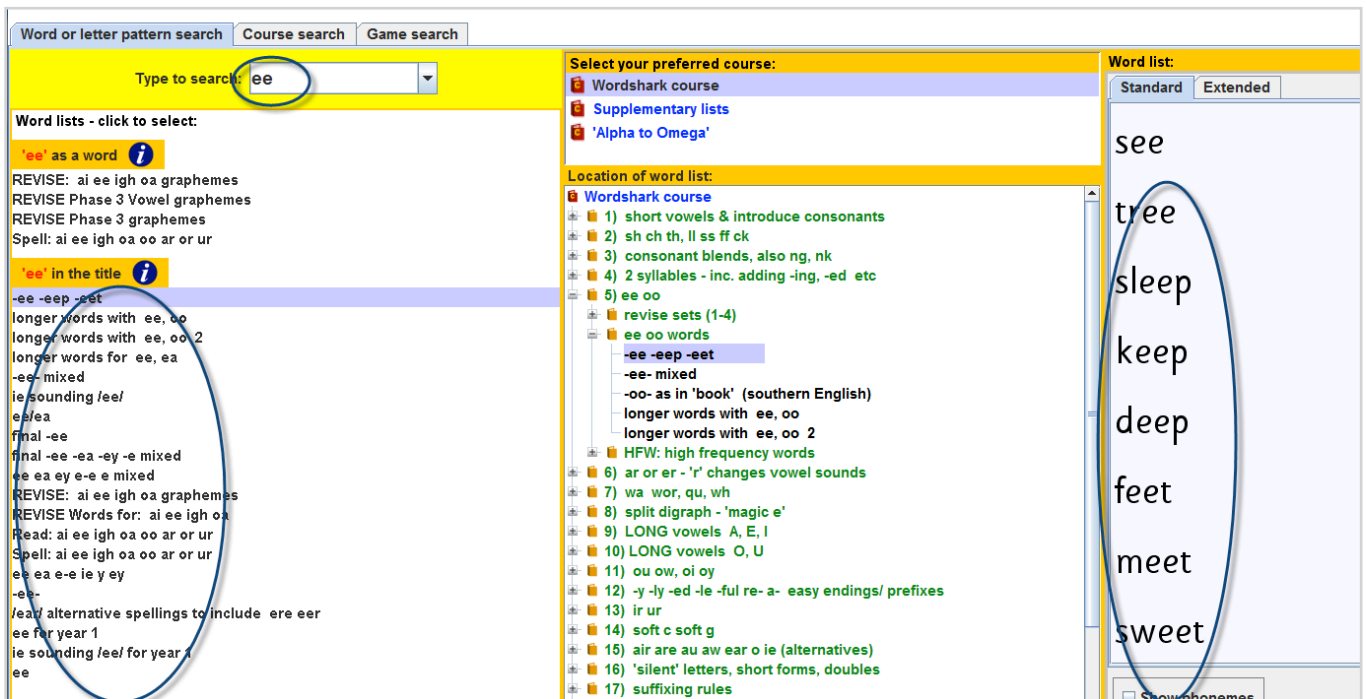 Word or letter pattern search
Course search
Game search
Type to search: ee
Word lists - click to select:
'ee' as a word i
REVISE: ai ee igh oa graphemes
REVISE Phase 3 Vowel graphemes
REVISE Phase 3 graphemes
Spell: ai ee igh oa oo ar or ur
'ee' in the title i
-ee -eep -eet
longer words with ee, oo
longer words with ee, oo 2
longer words for ee, ea
-ee- mixed
ie sounding /ee/
ee/ea
final -ee
final -ee -ea -ey -e mixed
ee ea ey e-e e mixed
REVISE: ai ee igh oa graphemes
REVISE Words for: ai ee igh oa
Read: ai ee igh oa oo ar or ur
Spell: ai ee igh oa oo ar or ur
ee ea e-e ie y ey
-ee-
/ear/ alternative spellings to include ere eer
ee for year 1
ie sounding /ee/ for year 1
ee
Select your preferred course:
Wordshark course
Supplementary lists
'Alpha to Omega'
Location of word list:
Wordshark course
1) short vowels & introduce consonants
2) sh ch th, ll ss ff ck
3) consonant blends, also ng, nk
4) 2 syllables - inc. adding -ing, -ed etc
5) ee oo
revise sets (1-4)
ee oo words
-ee -eep -eet
-ee- mixed
-oo- as in 'book' (southern English)
longer words with ee, oo
longer words with ee, oo 2
HFW: high frequency words
6) ar or er - 'r' changes vowel sounds
7) wa wor, qu, wh
8) split digraph - 'magic e'
9) LONG vowels A, E, I
10) LONG vowels O, U
11) ou ow, oi oy
12) -y -ly -ed -le -ful re- a- easy endings/ prefixes
13) ir ur
14) soft c soft g
15) air are au aw ear o ie (alternatives)
16) 'silent' letters, short forms, doubles
17) suffixing rules
Word list:
Standard
Extended
see
tree
sleep
keep
deep
feet
meet
sweet
Show phonemes